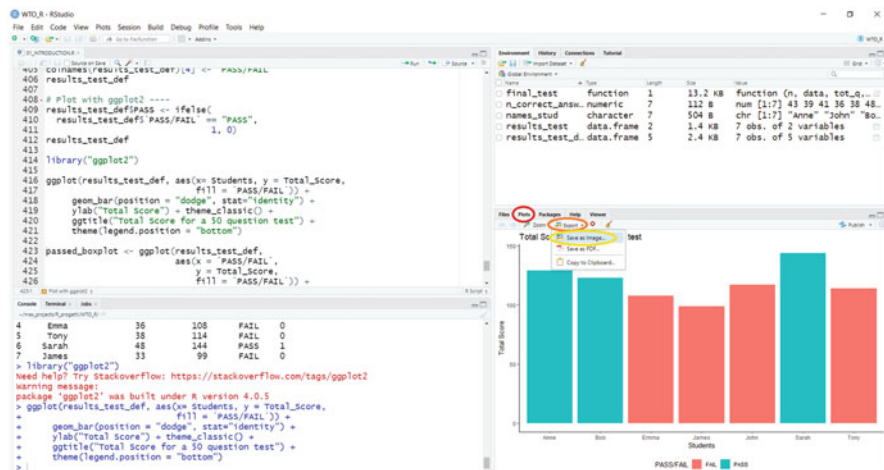 WTO_R - RStudio
File Edit Code View Plots Session Build Debug Profile Tools Help
Go to file/function Addins
WTO_R
01_INTRODUCTION.R
Source on Save Run Source
405 colnames(results_test_def)[4] <- "PASS/FAIL"
406 results_test_def
407
408 # Plot with ggplot2 ----
409 results_test_def$PASS <- ifelse(
410 results_test_def$`PASS/FAIL` == "PASS",
411 1, 0)
412 results_test_def
413
414 library("ggplot2")
415
416 ggplot(results_test_def, aes(x= Students, y = Total_Score,
417 fill = `PASS/FAIL`)) +
418 geom_bar(position = "dodge", stat="identity") +
419 ylab("Total Score") + theme_classic() +
420 ggtitle("Total Score for a 50 question test") +
421 theme(legend.position = "bottom")
422
423 passed_boxplot <- ggplot(results_test_def,
424 aes(x = `PASS/FAIL`,
425 y = Total_Score,
426 fill = `PASS/FAIL`)) +
Plot with ggplot2 R Script
Console Terminal Jobs
4 Emma 36 108 FAIL 0
5 Tony 38 114 FAIL 0
6 Sarah 48 144 PASS 1
7 James 33 99 FAIL 0
> library("ggplot2")
Need help? Try Stackoverflow: https://stackoverflow.com/tags/ggplot2
Warning message:
package 'ggplot2' was built under R version 4.0.5
> ggplot(results_test_def, aes(x= Students, y = Total_Score,
+ fill = `PASS/FAIL`)) +
+ geom_bar(position = "dodge", stat="identity") +
+ ylab("Total Score") + theme_classic() +
+ ggtitle("Total Score for a 50 question test") +
+ theme(legend.position = "bottom")
>
Environment History Connections Tutorial
Import Dataset Grid
Global Environment
Name Type Length Size Value
final_test function 1 13.2 KB function (n, data, tot_q,…
n_correct_answ… numeric 7 112 B num [1:7] 43 39 41 36 38 48…
names_stud character 7 504 B chr [1:7] "Anne" "John" "Bo…
results_test data.frame 2 1.4 KB 7 obs. of 2 variables
results_test_d… data.frame 5 2.4 KB 7 obs. of 5 variables
Files Plots Packages Help Viewer
Zoom Export Publish
Save as Image...
Save as PDF...
Copy to Clipboard...
Total Sc test
150
100
50
0
Total Score
Anne Bob Emma James John Sarah Tony
Students
PASS/FAIL FAIL PASS